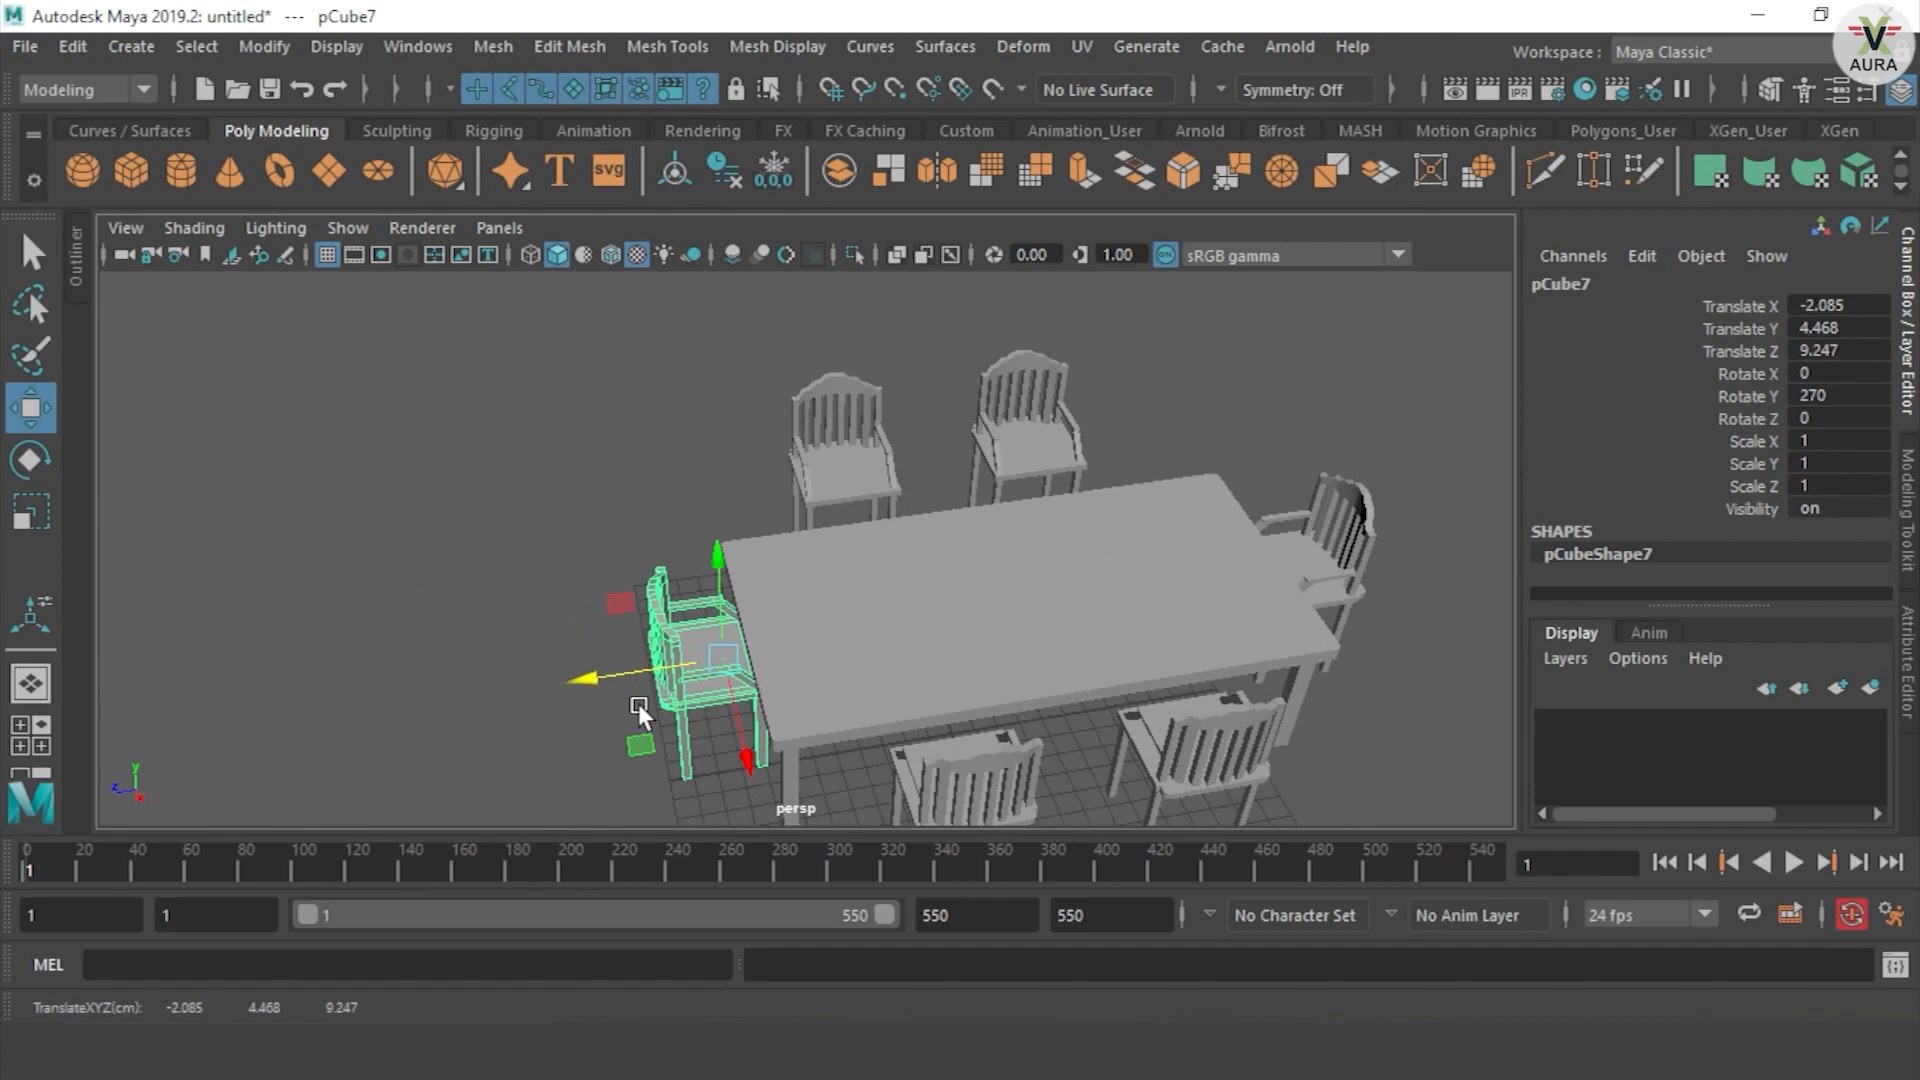 Autodesk Maya 2019.2: untitled* --- pCube7
File Edit Create Select Modify Display Windows Mesh Edit Mesh Mesh Tools Mesh Display Curves Surfaces Deform UV Generate Cache Arnold Help
Workspace : Maya Classic*
AURA
Modeling
No Live Surface
Symmetry: Off
IPR
Curves / Surfaces Poly Modeling Sculpting Rigging Animation Rendering FX FX Caching Custom Animation_User Arnold Bifrost MASH Motion Graphics Polygons_User XGen_User XGen
T
SVG
0,0,0
Outliner
View Shading Lighting Show Renderer Panels
0.00
1.00
ON
sRGB gamma
Channels Edit Object Show
pCube7
Translate X -2.085
Translate Y 4.468
Translate Z 9.247
Rotate X 0
Rotate Y 270
Rotate Z 0
Scale X 1
Scale Y 1
Scale Z 1
Visibility on
SHAPES
pCubeShape7
Display Anim
Layers Options Help
Channel Box / Layer Editor
Modeling Toolkit
Attribute Editor
y
z
x
persp
0 20 40 60 80 100 120 140 160 180 200 220 240 260 280 300 320 340 360 380 400 420 440 460 480 500 520 540
1
1
1
1
1
550
550
550
No Character Set
No Anim Layer
24 fps
MEL
TranslateXYZ(cm): -2.085 4.468 9.247